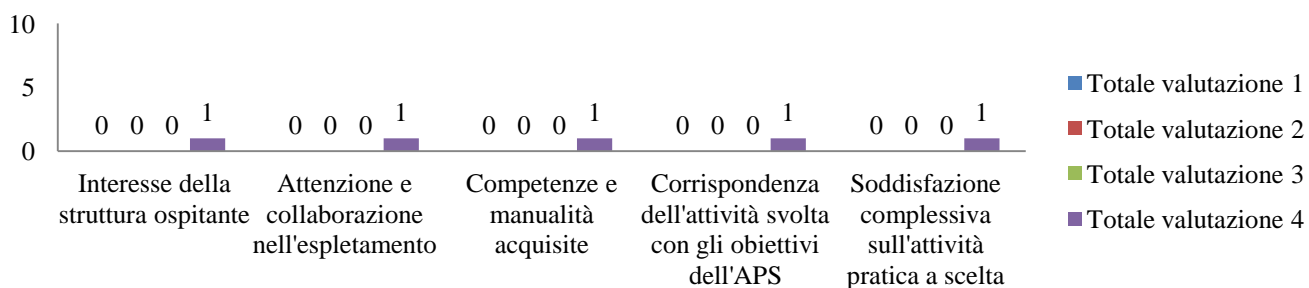 10
5
0
0 0 0 1
0 0 0 1
0 0 0 1
0 0 0 1
0 0 0 1
Interesse della
struttura ospitante
Attenzione e
collaborazione
nell'espletamento
Competenze e
manualità
acquisite
Corrispondenza
dell'attività svolta
con gli obiettivi
dell'APS
Soddisfazione
complessiva
sull'attività
pratica a scelta
Totale valutazione 1
Totale valutazione 2
Totale valutazione 3
Totale valutazione 4